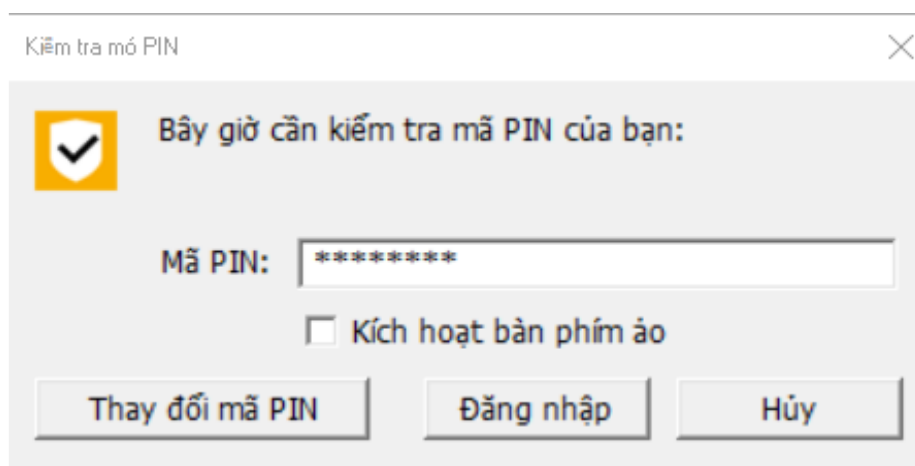 Kiểm tra mó PIN
Bây giờ cần kiểm tra mã PIN của bạn:
Mã PIN: ********
Kích hoạt bàn phím ảo
Thay đổi mã PIN Đăng nhập Hủy